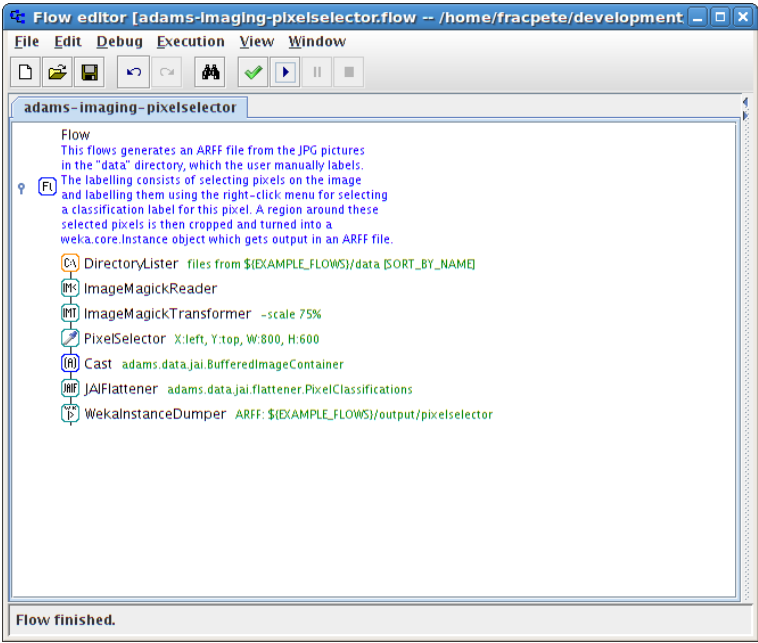 Flow editor [adams-imaging-pixelselector.flow -- /home/fracpete/development
File Edit Debug Execution View Window
adams-imaging-pixelselector
Flow
This flows generates an ARFF file from the JPG pictures
in the "data" directory, which the user manually labels.
The labelling consists of selecting pixels on the image
and labelling them using the right-click menu for selecting
a classification label for this pixel. A region around these
selected pixels is then cropped and turned into a
weka.core.Instance object which gets output in an ARFF file.
DirectoryLister files from ${EXAMPLE_FLOWS}/data [SORT_BY_NAME]
ImageMagickReader
IMT ImageMagickTransformer -scale 75%
PixelSelector X:left, Y:top, W:800, H:600
(A) Cast adams.data.jai.BufferedImageContainer
JAIF JAIFlattener adams.data.jai.flattener.PixelClassifications
WekaInstanceDumper ARFF: ${EXAMPLE_FLOWS}/output/pixelselector
Flow finished.